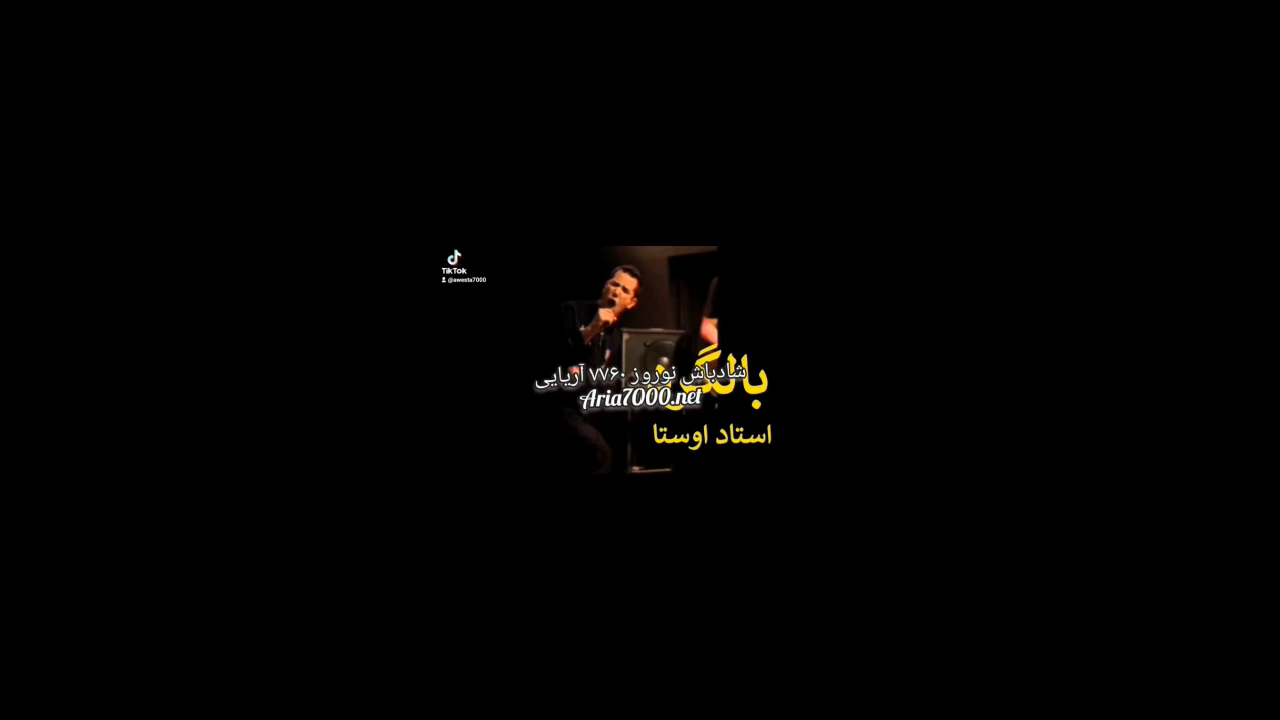 TikTok
@awesta7000
شادباش نوروز ۷۷۶۰ آریایی
Aria7000.net
استاد اوستا